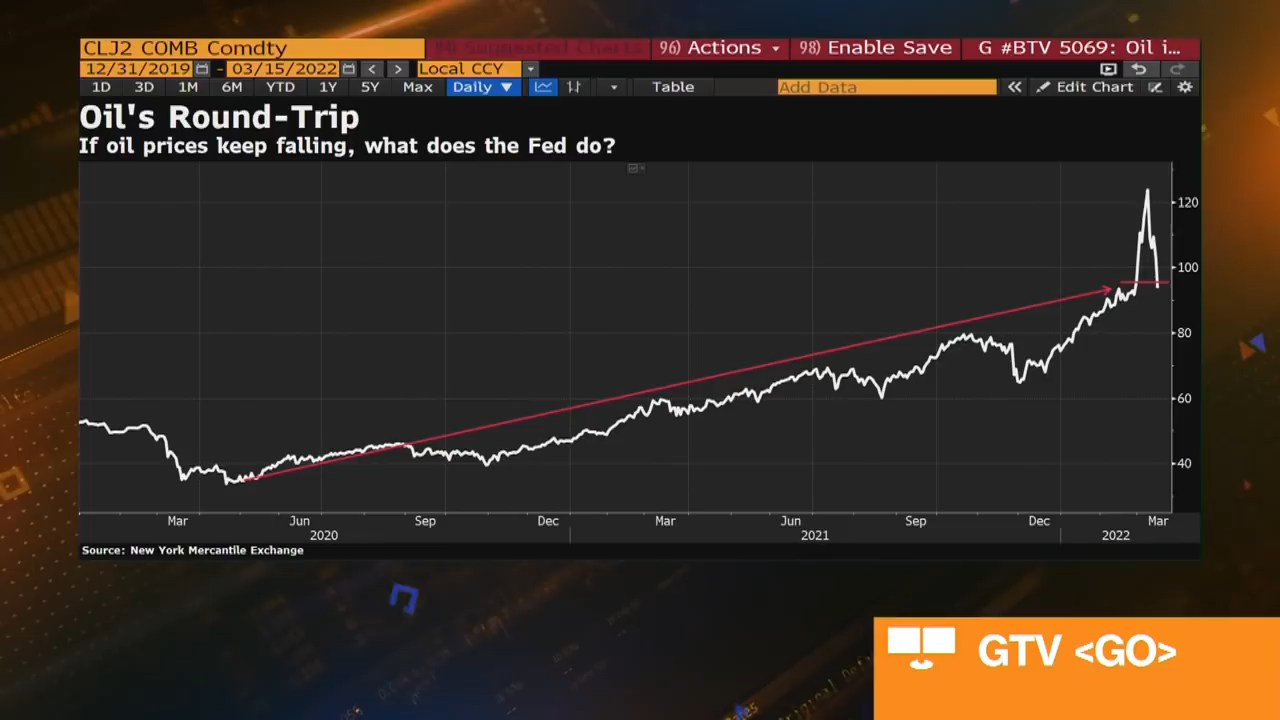 CLJ2 COMB Comdty
94) Suggested Charts
96) Actions
98) Enable Save
G #BTV 5069: Oil i...
12/31/2019 - 03/15/2022 < > Local CCY
1D 3D 1M 6M YTD 1Y 5Y Max Daily ▼ Table Add Data « Edit Chart
Oil's Round-Trip
If oil prices keep falling, what does the Fed do?
120
100
80
60
40
Mar Jun Sep Dec Mar Jun Sep Dec Mar
2020 2021 2022
Source: New York Mercantile Exchange
GTV <GO>